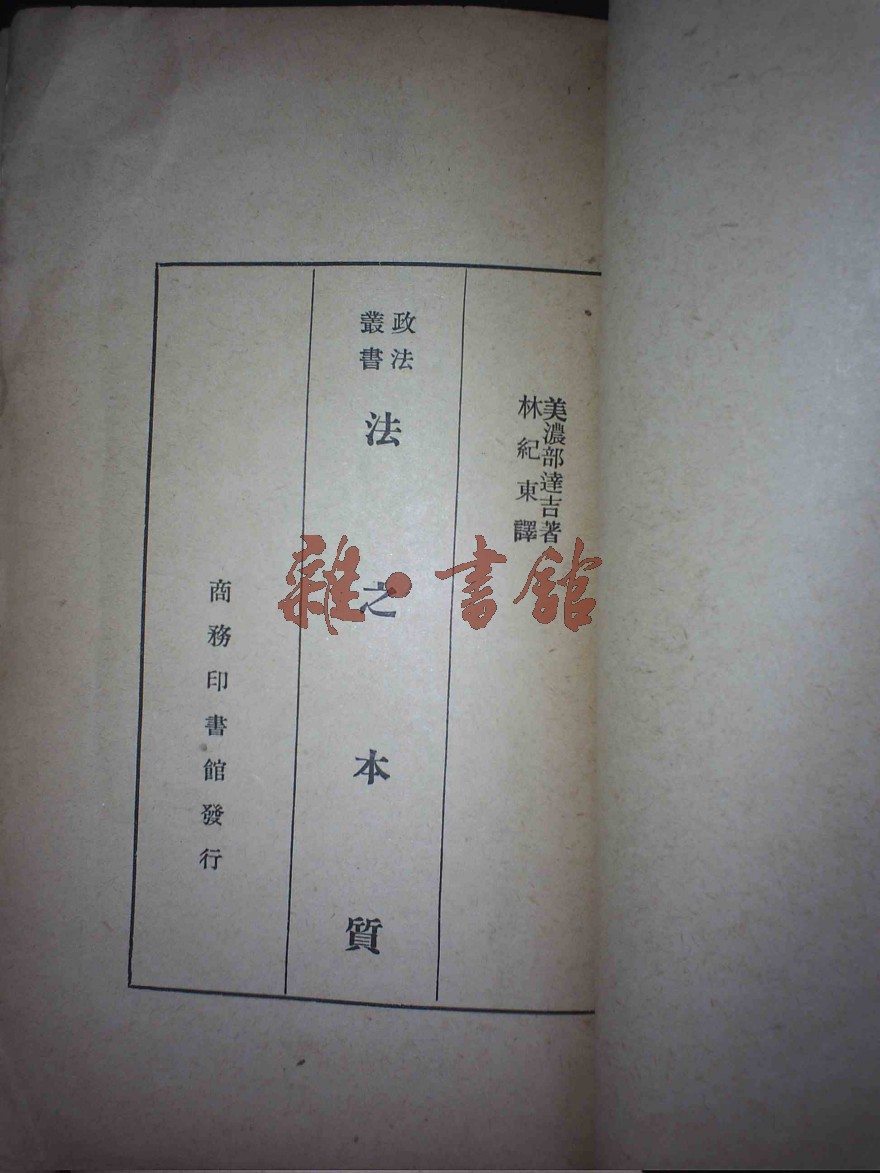 美濃部達吉著
林紀東譯
政法
叢書
法之本質
商務印書館發行
雜·書館